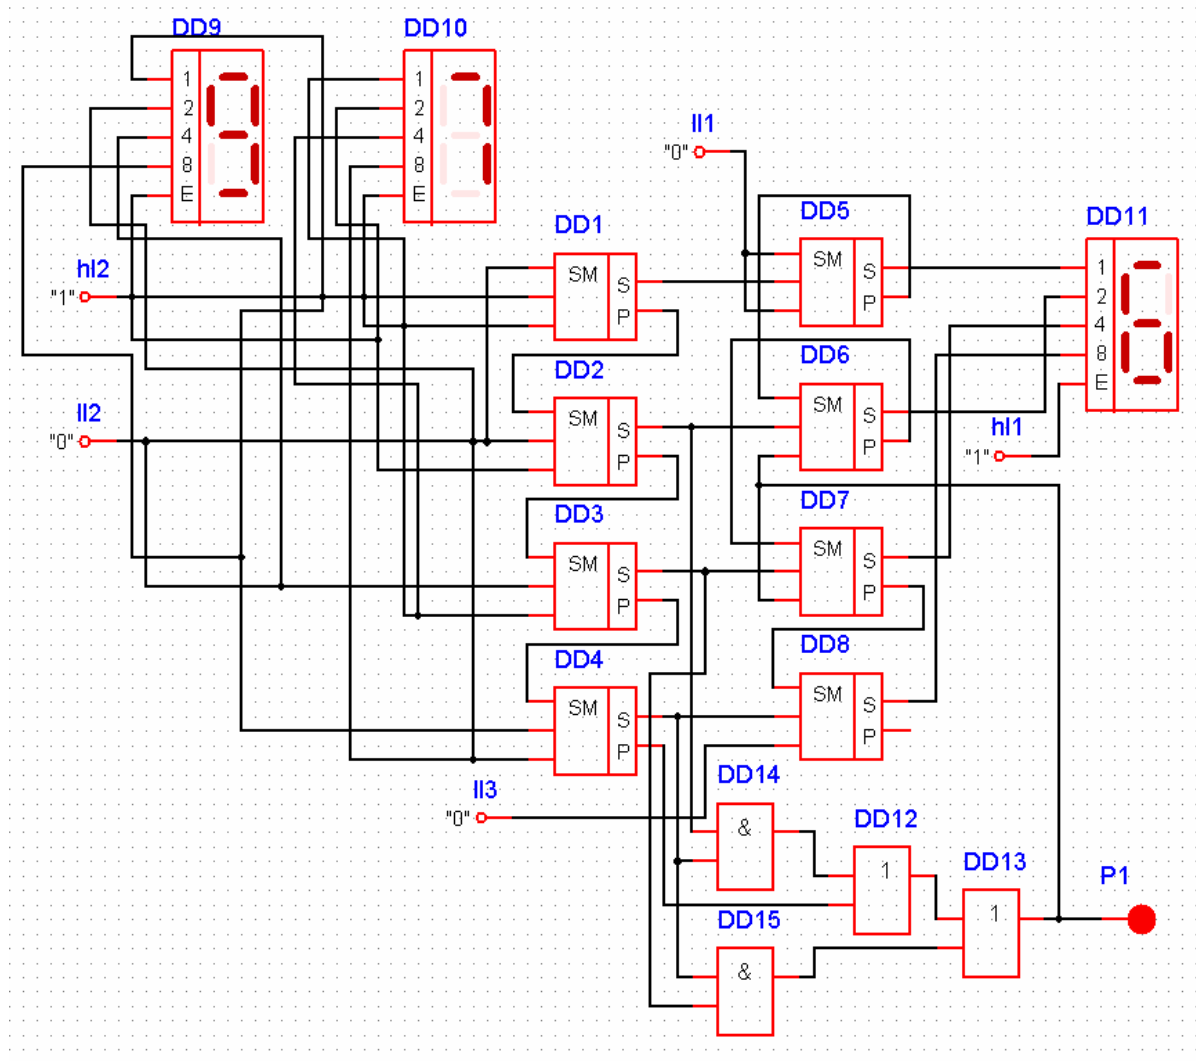 DD9
DD10
1
2
4
8
E
1
2
4
8
E
ll1
"0"
DD1
SM
S
P
DD5
SM
S
P
DD11
1
2
4
8
E
hl2
"1"
DD2
SM
S
P
DD6
SM
S
P
ll2
"0"
hl1
"1"
DD3
SM
S
P
DD7
SM
S
P
DD4
SM
S
P
DD8
SM
S
P
ll3
"0"
DD14
&
DD12
1
DD13
1
P1
DD15
&